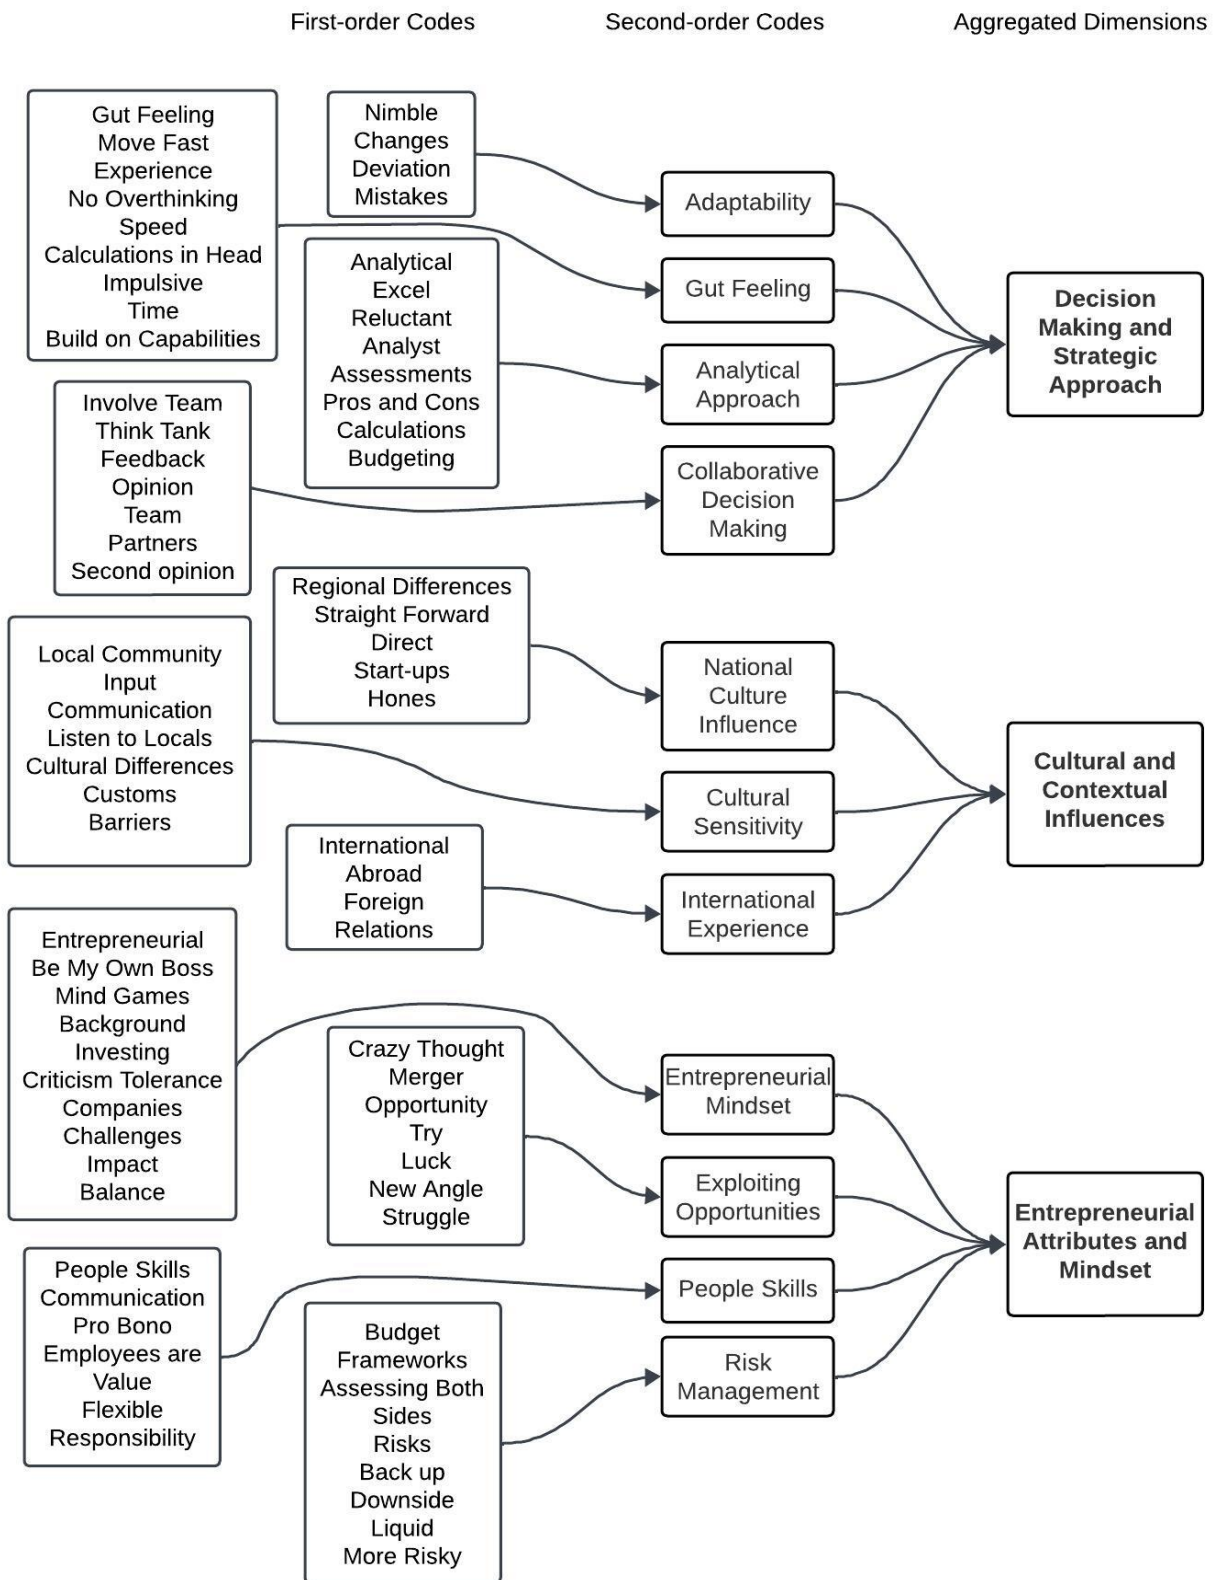 First-order Codes
Second-order Codes
Aggregated Dimensions
Gut Feeling
Move Fast
Experience
No Overthinking
Speed
Calculations in Head
Impulsive
Time
Build on Capabilities
Nimble
Changes
Deviation
Mistakes
Analytical
Excel
Reluctant
Analyst
Assessments
Pros and Cons
Calculations
Budgeting
Involve Team
Think Tank
Feedback
Opinion
Team
Partners
Second opinion
Adaptability
Gut Feeling
Analytical
Approach
Collaborative
Decision
Making
Decision
Making and
Strategic
Approach
Regional Differences
Straight Forward
Direct
Start-ups
Hones
Local Community
Input
Communication
Listen to Locals
Cultural Differences
Customs
Barriers
International
Abroad
Foreign
Relations
National
Culture
Influence
Cultural
Sensitivity
International
Experience
Cultural and
Contextual
Influences
Entrepreneurial
Be My Own Boss
Mind Games
Background
Investing
Criticism Tolerance
Companies
Challenges
Impact
Balance
Crazy Thought
Merger
Opportunity
Try
Luck
New Angle
Struggle
People Skills
Communication
Pro Bono
Employees are
Value
Flexible
Responsibility
Budget
Frameworks
Assessing Both
Sides
Risks
Back up
Downside
Liquid
More Risky
Entrepreneurial
Mindset
Exploiting
Opportunities
People Skills
Risk
Management
Entrepreneurial
Attributes and
Mindset